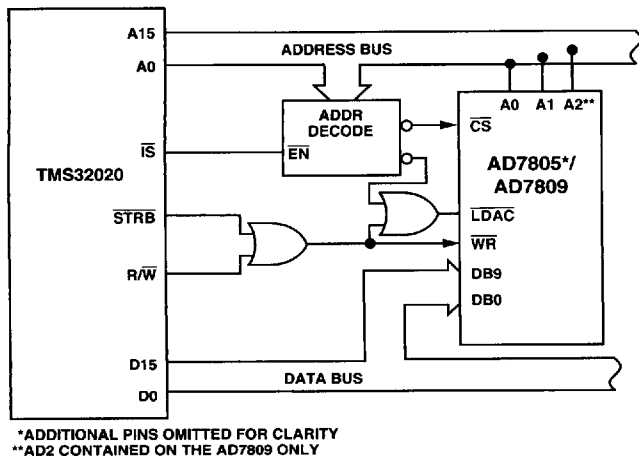 A15
ADDRESS BUS
A0
A0 A1 A2**
ADDR
DECODE
CS
IS
EN
TMS32020
AD7805*/
AD7809
STRB
LDAC
WR
R/W
DB9
DB0
D15
DATA BUS
D0
*ADDITIONAL PINS OMITTED FOR CLARITY
**AD2 CONTAINED ON THE AD7809 ONLY